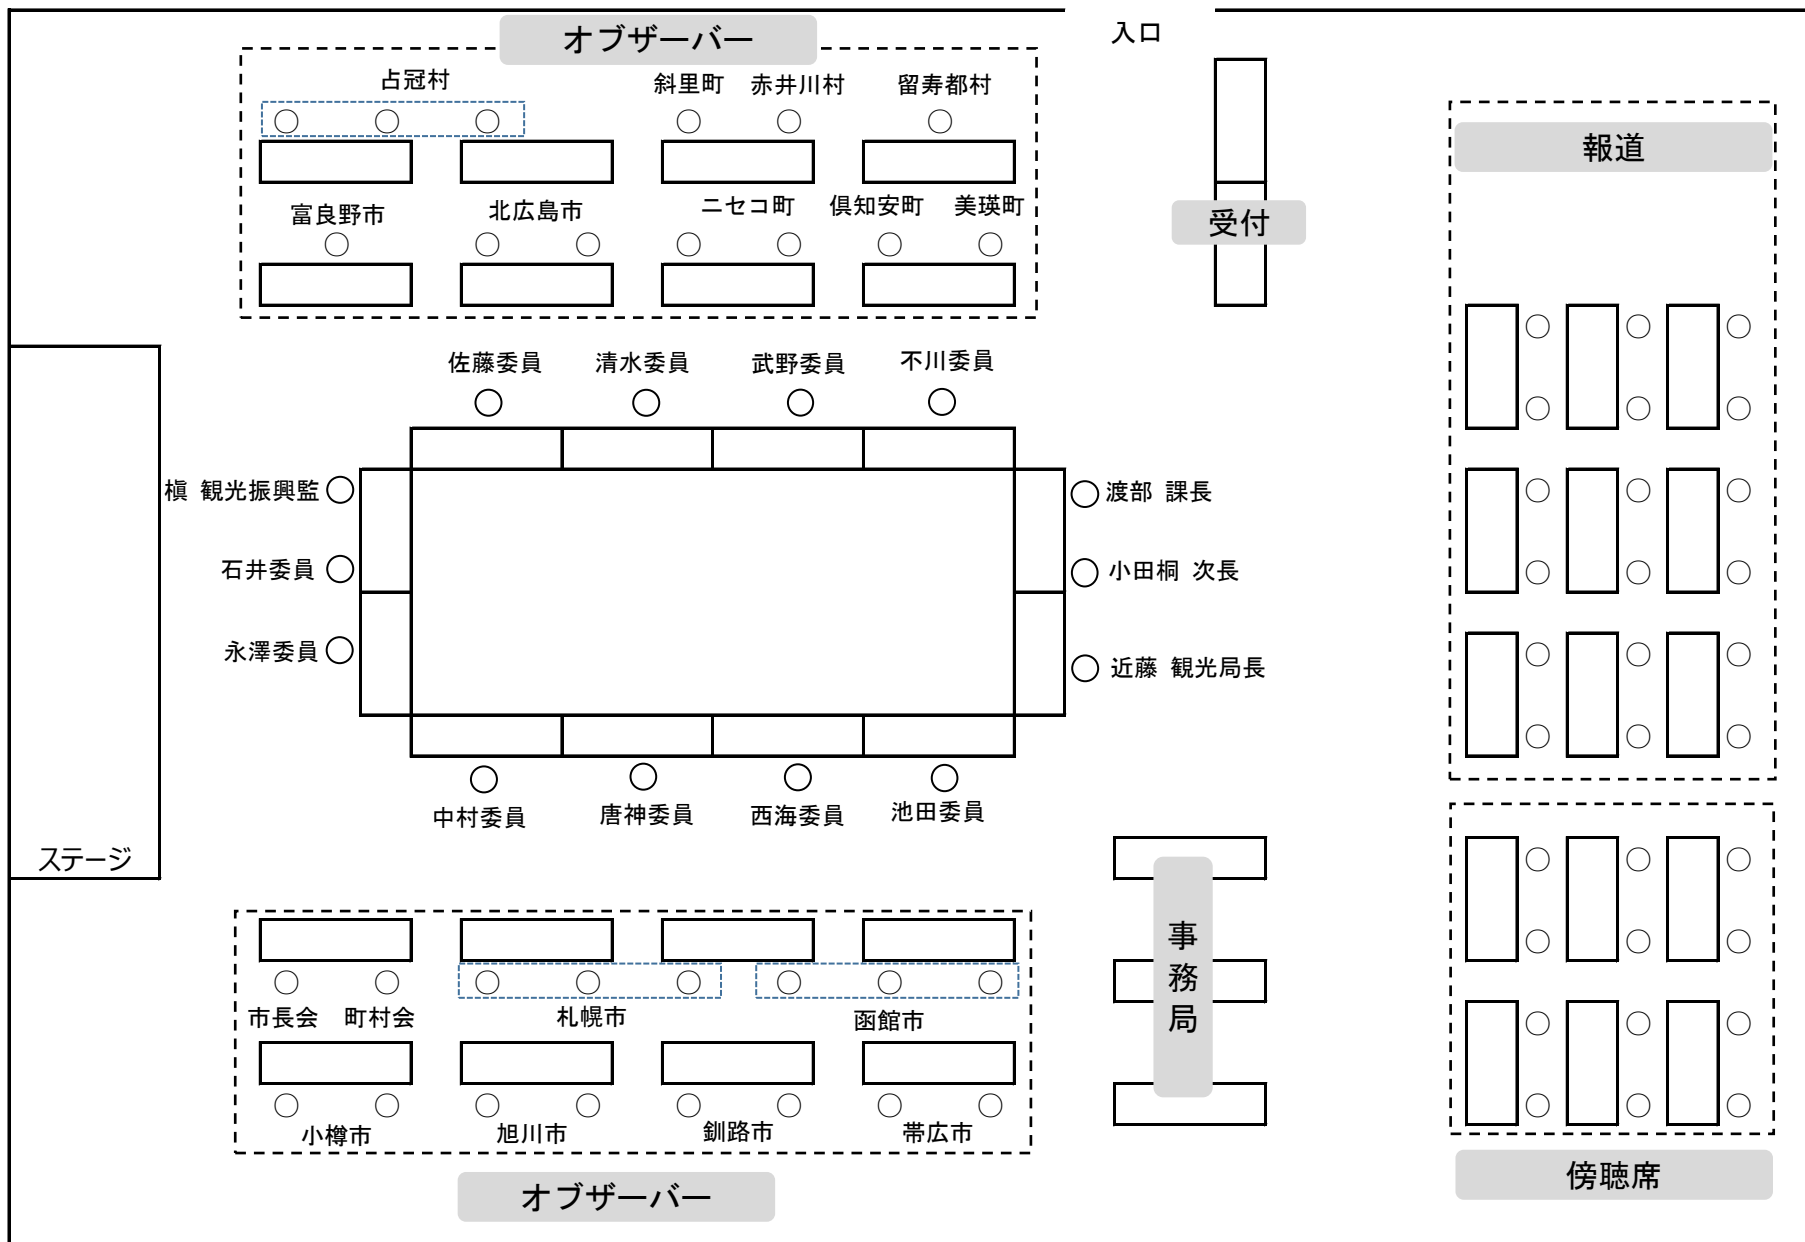 入口
オブザーバー
占冠村
斜里町
赤井川村
留寿都村
報道
富良野市
北広島市
ニセコ町
倶知安町
美瑛町
受付
佐藤委員
清水委員
武野委員
不川委員
槇 観光振興監
渡部 課長
石井委員
小田桐 次長
永澤委員
近藤 観光局長
中村委員
唐神委員
西海委員
池田委員
ステージ
事務局
市長会
町村会
札幌市
函館市
小樽市
旭川市
釧路市
帯広市
オブザーバー
傍聴席